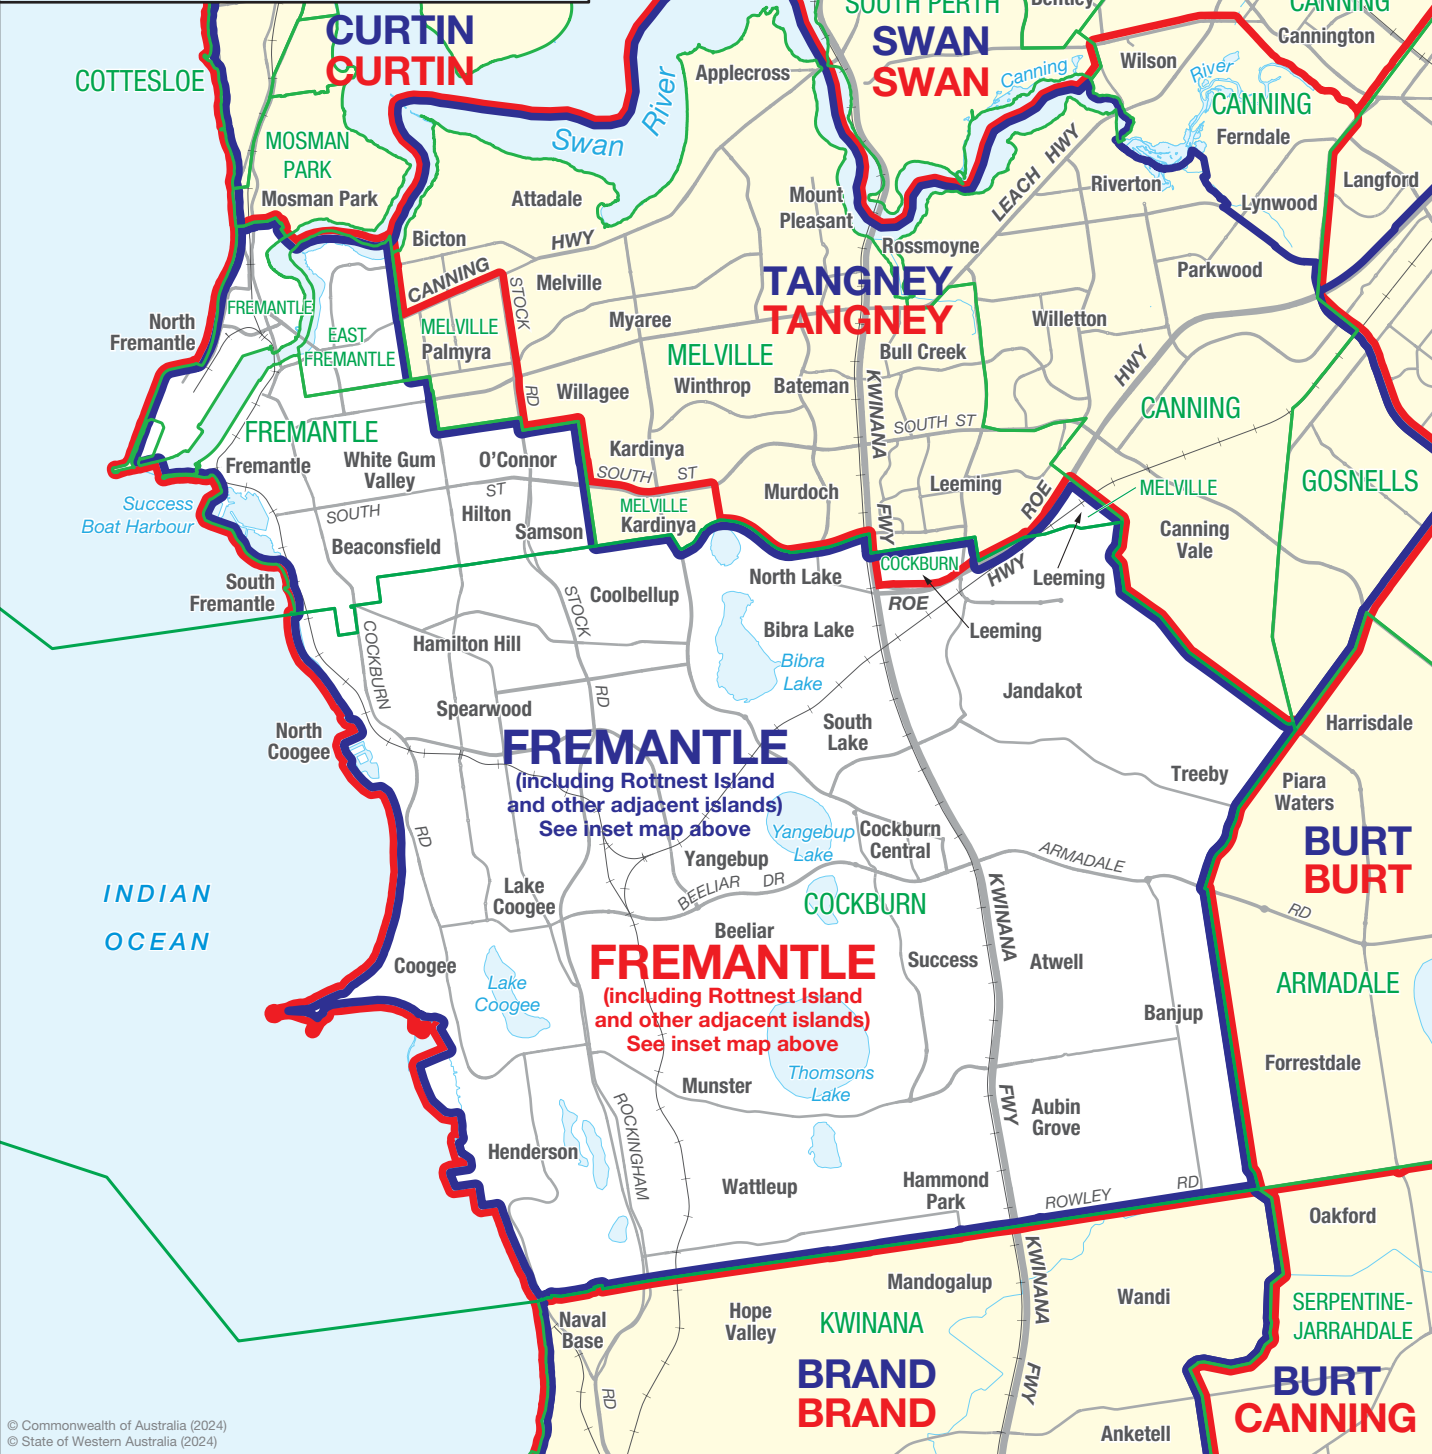 SOUTH PERTH
Bentley
CANNING
CURTIN
CURTIN
SWAN
SWAN
Cannington
COTTESLOE
Applecross
Wilson
Canning
River
River
CANNING
Ferndale
Swan
MOSMAN
PARK
Mosman Park
Attadale
Mount
Pleasant
LEACH HWY
Riverton
Langford
Lynwood
Bicton
HWY
Rossmoyne
CANNING
STOCK
Melville
TANGNEY
TANGNEY
Parkwood
FREMANTLE
North
Fremantle
EAST
FREMANTLE
MELVILLE
Palmyra
Myaree
MELVILLE
Willetton
Bull Creek
RD
Willagee
Winthrop
Bateman
KWINANA
HWY
CANNING
SOUTH ST
FREMANTLE
Fremantle
White Gum
Valley
O'Connor
Kardinya
SOUTH ST
Murdoch
Leeming
ROE
MELVILLE
GOSNELLS
Success
Boat Harbour
SOUTH
ST
Hilton
Samson
MELVILLE
Kardinya
FWY
Canning
Vale
Beaconsfield
COCKBURN
HWY
Leeming
North Lake
South
Fremantle
STOCK
Coolbellup
ROE
Leeming
COCKBURN
Hamilton Hill
Bibra Lake
Bibra
Lake
Jandakot
RD
Spearwood
South
Lake
North
Coogee
Harrisdale
FREMANTLE
(including Rottnest Island
and other adjacent islands)
See inset map above
Treeby
Piara
Waters
RD
Yangebup
Lake
Cockburn
Central
BURT
BURT
Yangebup
ARMADALE
RD
BEELIAR DR
Lake
Coogee
KWINANA
COCKBURN
INDIAN
OCEAN
Beeliar
FREMANTLE
(including Rottnest Island
and other adjacent islands)
See inset map above
Coogee
Lake
Coogee
Success
Atwell
ARMADALE
Banjup
Forrestdale
Thomsons
Lake
Munster
ROCKINGHAM
FWY
Aubin
Grove
Henderson
Wattleup
Hammond
Park
ROWLEY
RD
Oakford
KWINANA
Mandogalup
Wandi
Naval
Base
Hope
Valley
KWINANA
SERPENTINE-
JARRAHDALE
BRAND
BRAND
RD
FWY
BURT
CANNING
Anketell
© Commonwealth of Australia (2024)
© State of Western Australia (2024)